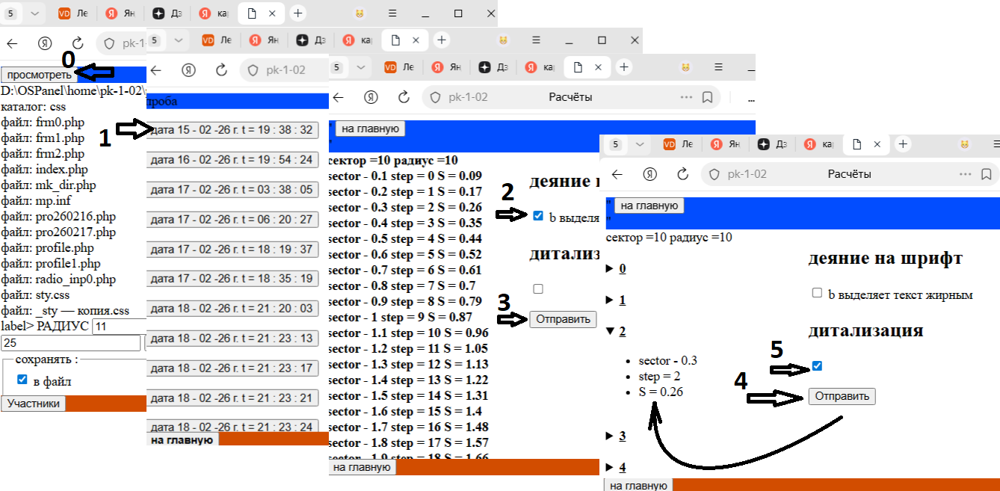 5
VD Ле
Я Ян
Дз
Я ка
pk-1-
0
просмотреть
D:\OSPanel\home\pk-1-02\
каталог: css
файл: frm0.php
файл: frm1.php
файл: frm2.php
файл: index.php
файл: mk_dir.php
файл: mp.inf
файл: pro260216.php
файл: pro260217.php
файл: profile.php
файл: profile1.php
файл: radio_inp0.php
файл: sty.css
файл: _sty — копия.css
label> РАДИУС 11
25
сохранять :
в файл
Участники
5
VD Ле
Я Ян
Дз
Я ка
Я pk-1-02
проба
1
дата 15 - 02 -26 г. t = 19 : 38 : 32
дата 16 - 02 -26 г. t = 19 : 54 : 24
дата 17 - 02 -26 г. t = 03 : 38 : 05
дата 17 - 02 -26 г. t = 06 : 20 : 27
дата 17 - 02 -26 г. t = 18 : 19 : 37
дата 17 - 02 -26 г. t = 18 : 35 : 19
дата 18 - 02 -26 г. t = 21 : 20 : 03
дата 18 - 02 -26 г. t = 21 : 23 : 13
дата 18 - 02 -26 г. t = 21 : 23 : 17
дата 18 - 02 -26 г. t = 21 : 23 : 21
дата 18 - 02 -26 г. t = 21 : 23 : 24
на главную
5
VD Ле
Я Ян
Дз
Я ка
Я pk-1-02 Расчёты
" на главную
"
сектор =10 радиус =10
sector - 0.1 step = 0 S = 0.09
sector - 0.2 step = 1 S = 0.17
sector - 0.3 step = 2 S = 0.26
sector - 0.4 step = 3 S = 0.35
sector - 0.5 step = 4 S = 0.44
sector - 0.6 step = 5 S = 0.52
sector - 0.7 step = 6 S = 0.61
sector - 0.8 step = 7 S = 0.7
sector - 0.9 step = 8 S = 0.79
sector - 1 step = 9 S = 0.87
sector - 1.1 step = 10 S = 0.96
sector - 1.2 step = 11 S = 1.05
sector - 1.3 step = 12 S = 1.13
sector - 1.4 step = 13 S = 1.22
sector - 1.5 step = 14 S = 1.31
sector - 1.6 step = 15 S = 1.4
sector - 1.7 step = 16 S = 1.48
sector - 1.8 step = 17 S = 1.57
sector - 1.9 step = 18 S = 1.66
деяние
2
b выделя
дитализ
3
Отправить
на главную
5
VD Ле
Я Ян
Дз
Я ка
Я pk-1-02 Расчёты
" на главную
"
сектор =10 радиус =10
0
1
2
sector - 0.3
step = 2
S = 0.26
3
4
деяние на шрифт
b выделяет текст жирным
дитализация
5
4
Отправить
на главную